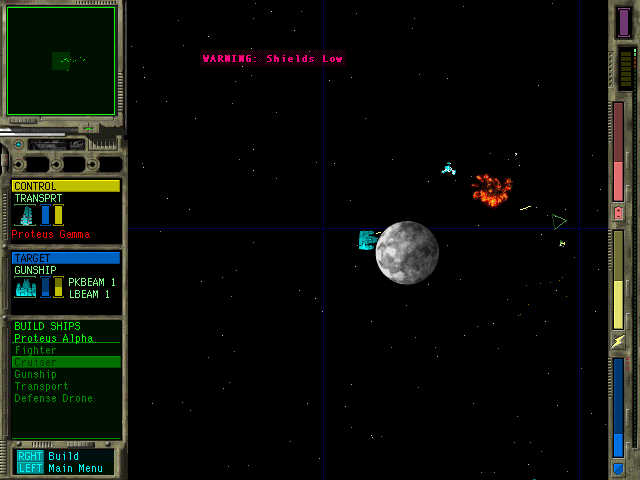 WARNING: Shields Low
CONTROL
TRANSPRT
Proteus Gamma
TARGET
GUNSHIP
PKBEAM 1
LBEAM 1
BUILD SHIPS
Proteus Alpha
Fighter
Cruiser
Gunship
Transport
Defense Drone
RGHT Build
LEFT Main Menu